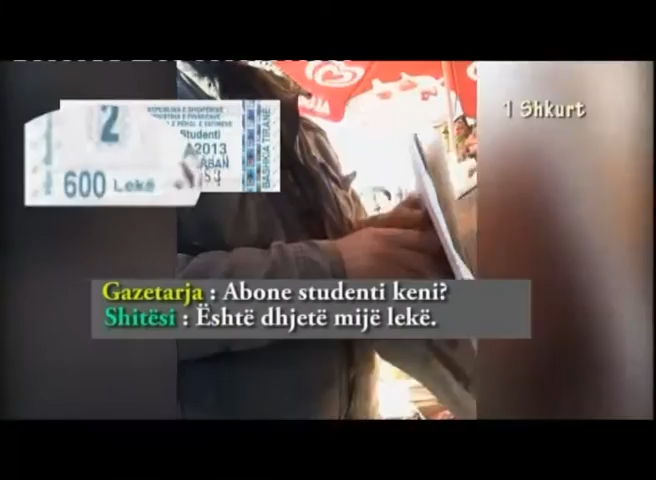 1 Shkurt
REPUBLIKA E SHQIPERISE
2
Studenti
2013
600 Lekë
BASHKIA TIRANË
Gazetarja : Abone studenti keni?
Shitësi : Është dhjetë mijë lekë.